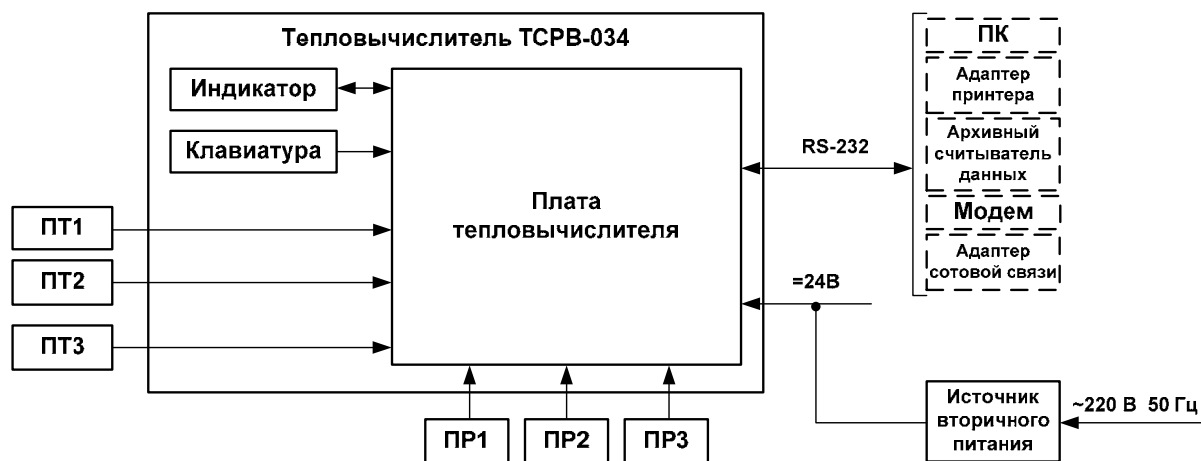 Тепловычислитель ТСРВ-034
Индикатор
Клавиатура
ПТ1
ПТ2
ПТ3
Плата
тепловычислителя
ПР1
ПР2
ПР3
RS-232
=24В
ПК
Адаптер
принтера
Архивный
считыватель
данных
Модем
Адаптер
сотовой связи
Источник
вторичного
питания
~220 В 50 Гц